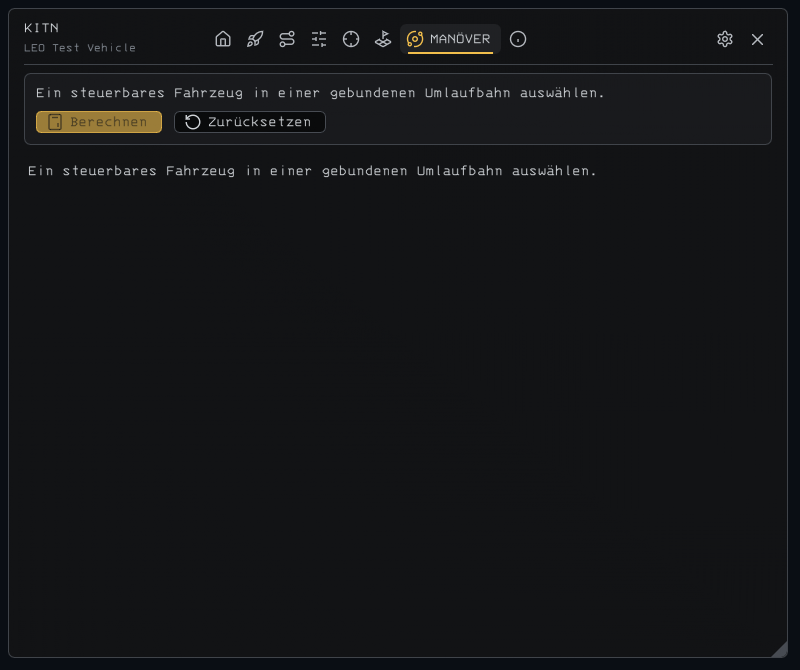 KITN
LEO Test Vehicle
MANÖVER
Ein steuerbares Fahrzeug in einer gebundenen Umlaufbahn auswählen.
Berechnen
Zurücksetzen
Ein steuerbares Fahrzeug in einer gebundenen Umlaufbahn auswählen.